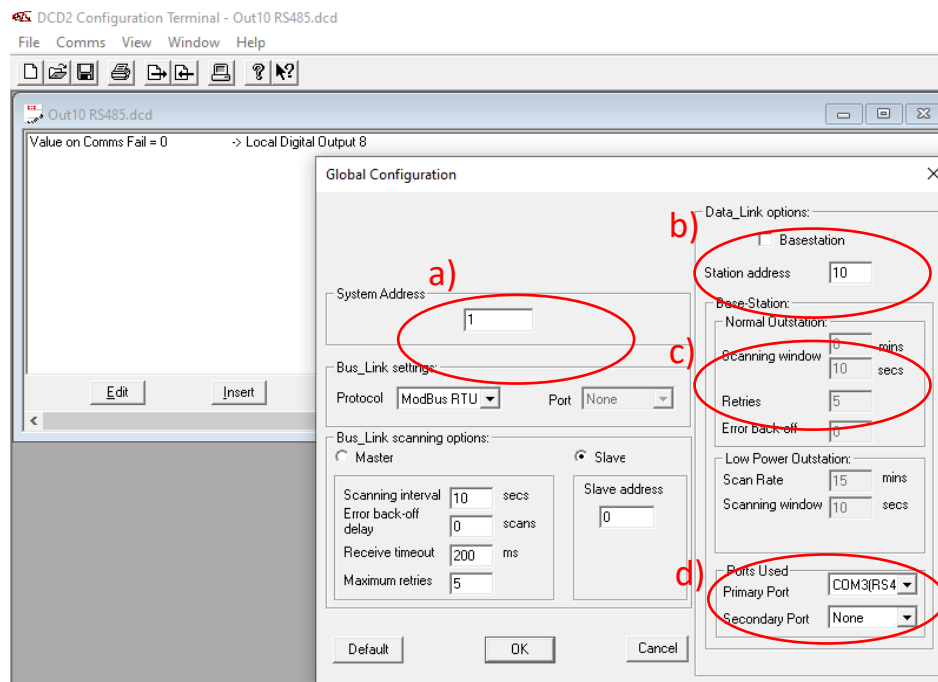 DCD2 Configuration Terminal - Out10 RS485.dcd
File Comms View Window Help
Out10 RS485.dcd
Value on Comms Fail = 0 -> Local Digital Output 8
Edit Insert
Global Configuration
a)
System Address
1
Bus_Link settings:
Protocol ModBus RTU Port None
Bus_Link scanning options:
Master Slave
Scanning interval 10 secs
Error back-off delay 0 scans
Receive timeout 200 ms
Maximum retries 5
Slave address
0
Default OK Cancel
b)
Data_Link options:
Basestation
Station address 10
Base-Station:
Normal Outstation:
c)
Scanning window 0 mins
10 secs
Retries 5
Error back-off 0
Low Power Outstation:
Scan Rate 15 mins
Scanning window 10 secs
d)
Ports Used
Primary Port COM3(RS4
Secondary Port None